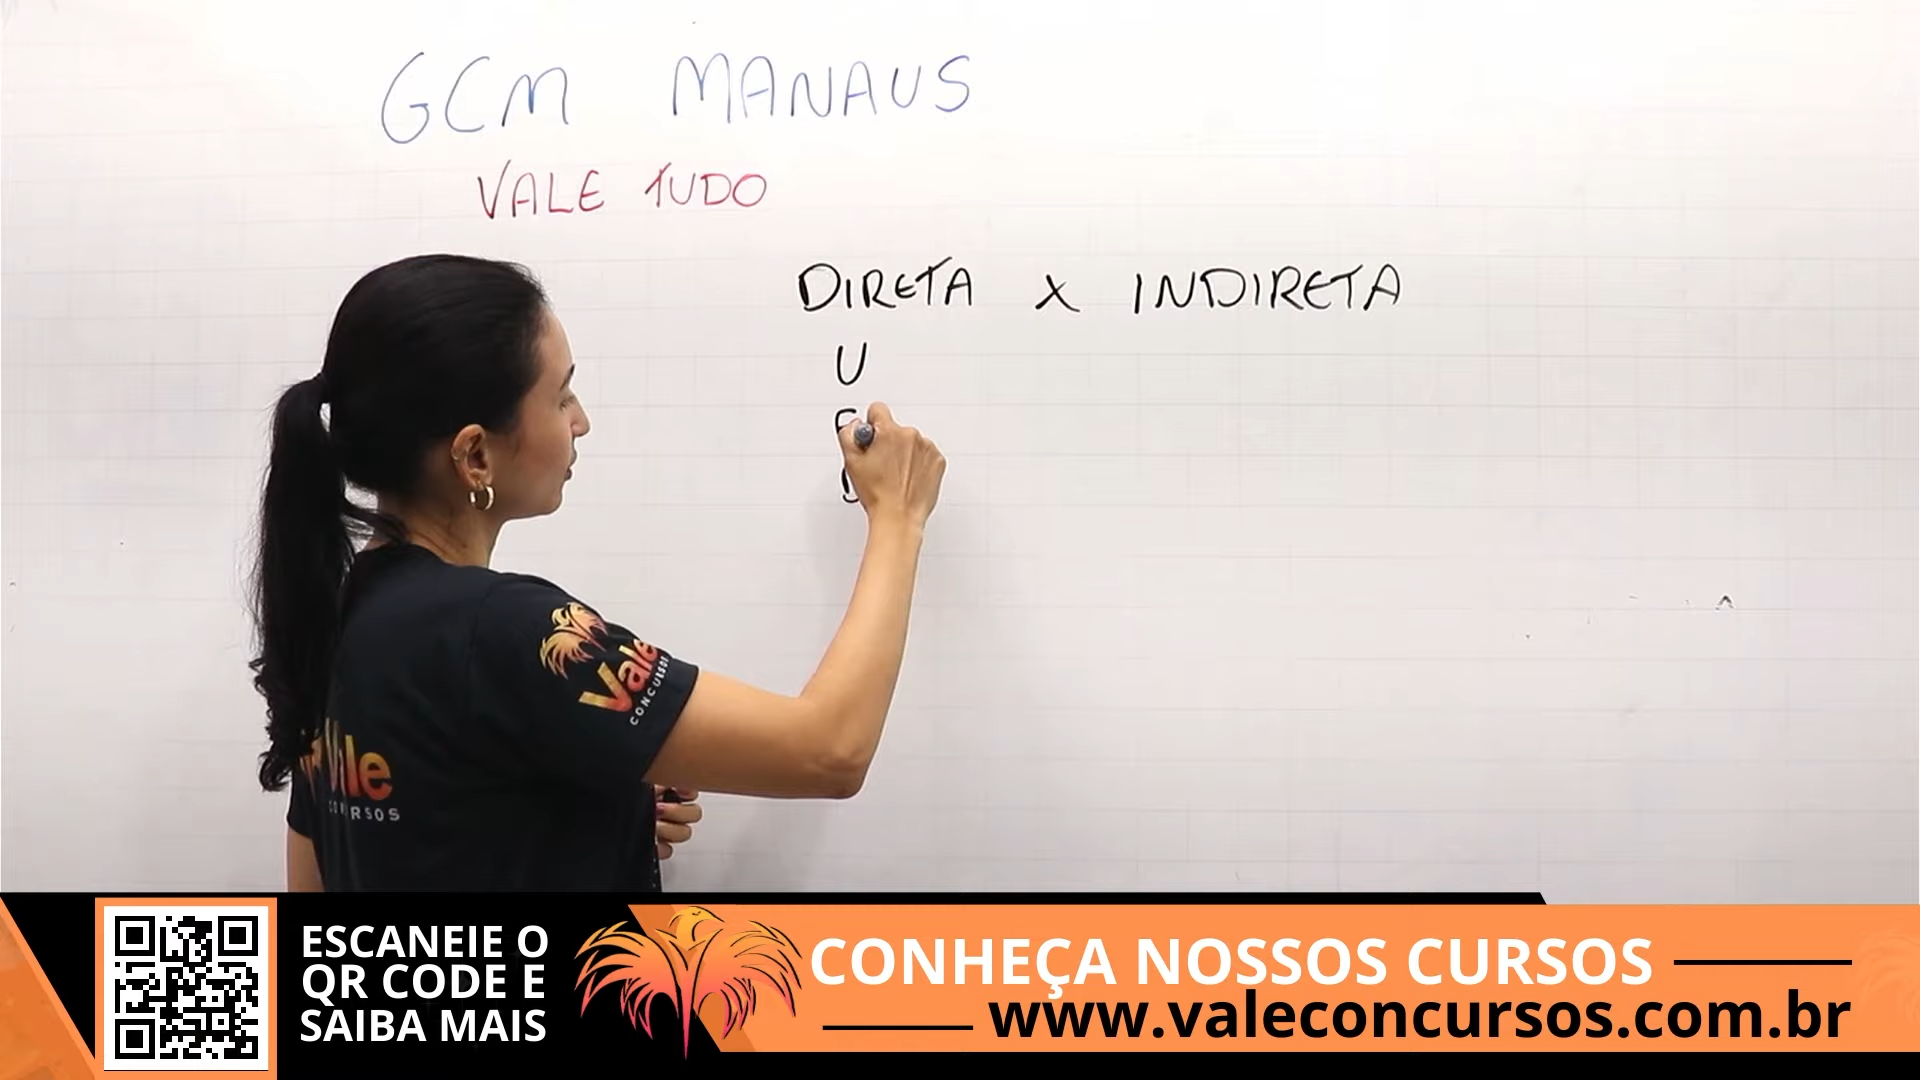 GCM MANAUS
VALE TUDO
DIRETA X INDIRETA
U
Vale
CONCURSOS
Vale
ESCANEIE O
QR CODE E
SAIBA MAIS
CONHEÇA NOSSOS CURSOS
www.valeconcursos.com.br